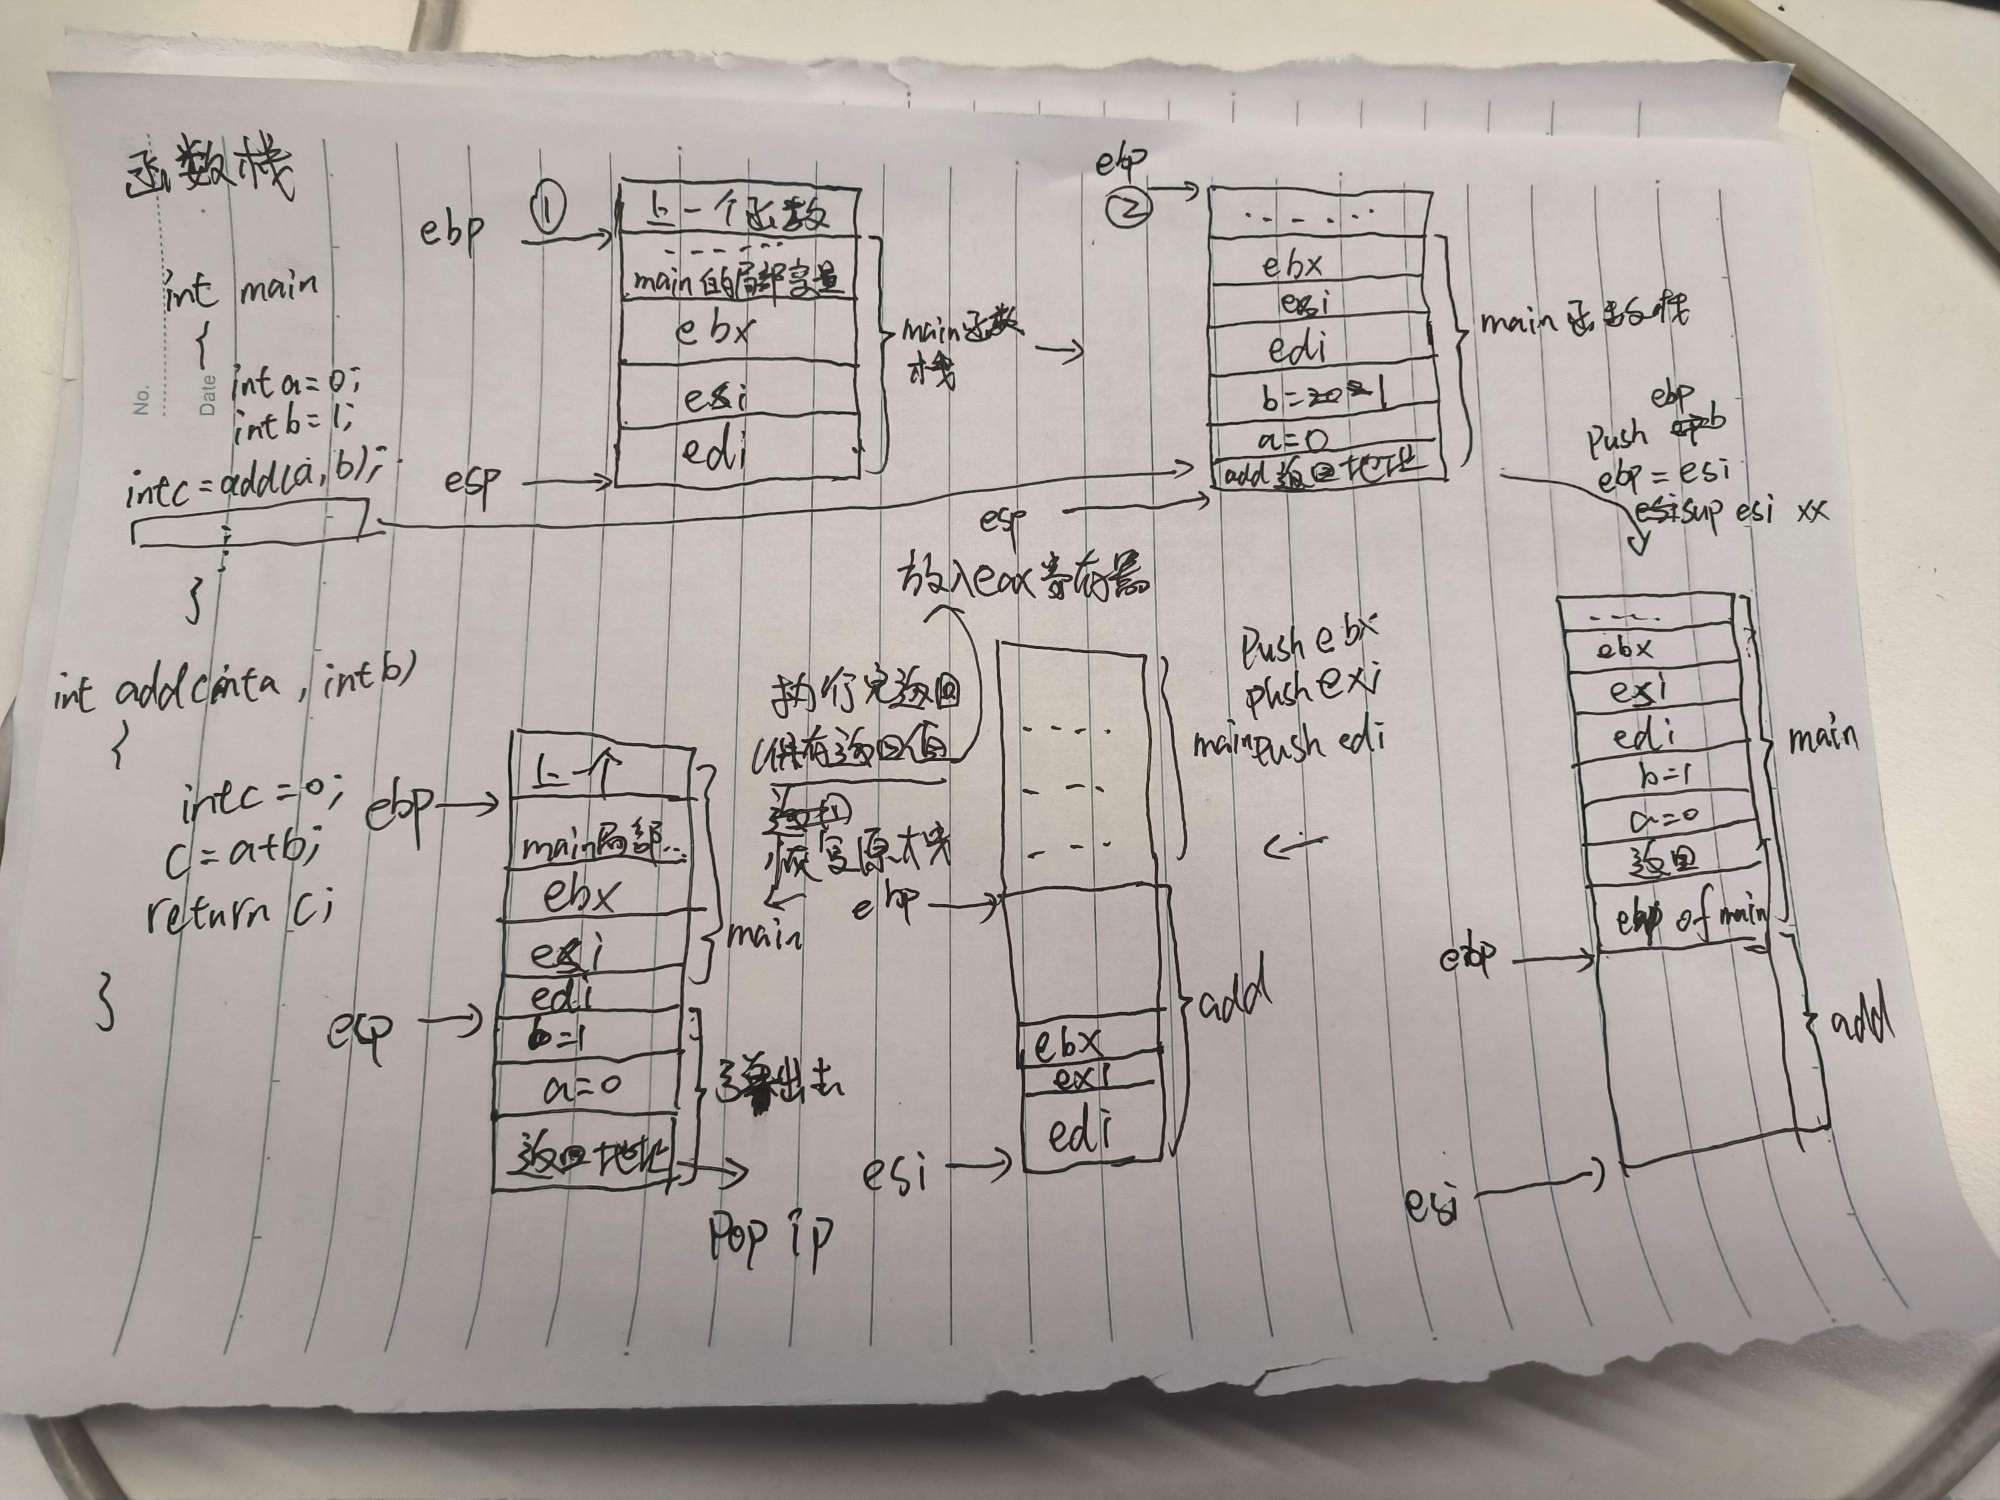 函数栈
No.
Date
int main
{
int a=0;
int b=1;
int c=add(a,b);
}
int add(int a, int b)
{
int c=0;
c=a+b;
return c;
}
ebp ①
上一个函数
main的局部变量
ebx
esi
edi
esp
main函数
栈
ebp
②
ebx
esi
edi
b=1
a=0
add返回地址
esp
main函数栈
push ebp
ebp=esi
sup esi xx
ebx
esi
edi
b=1
a=0
返回
ebp of main
ebp
esi
main
add
push ebx
push exi
push edi
main
ebp
ebx
exi
edi
esi
add
放入eax寄存器
执行完返回
保存返回值
恢复原栈
上一个
ebp
main局部...
ebx
esi
edi
esp
b=1
a=0
返回地址
main
弹出去
Pop ip